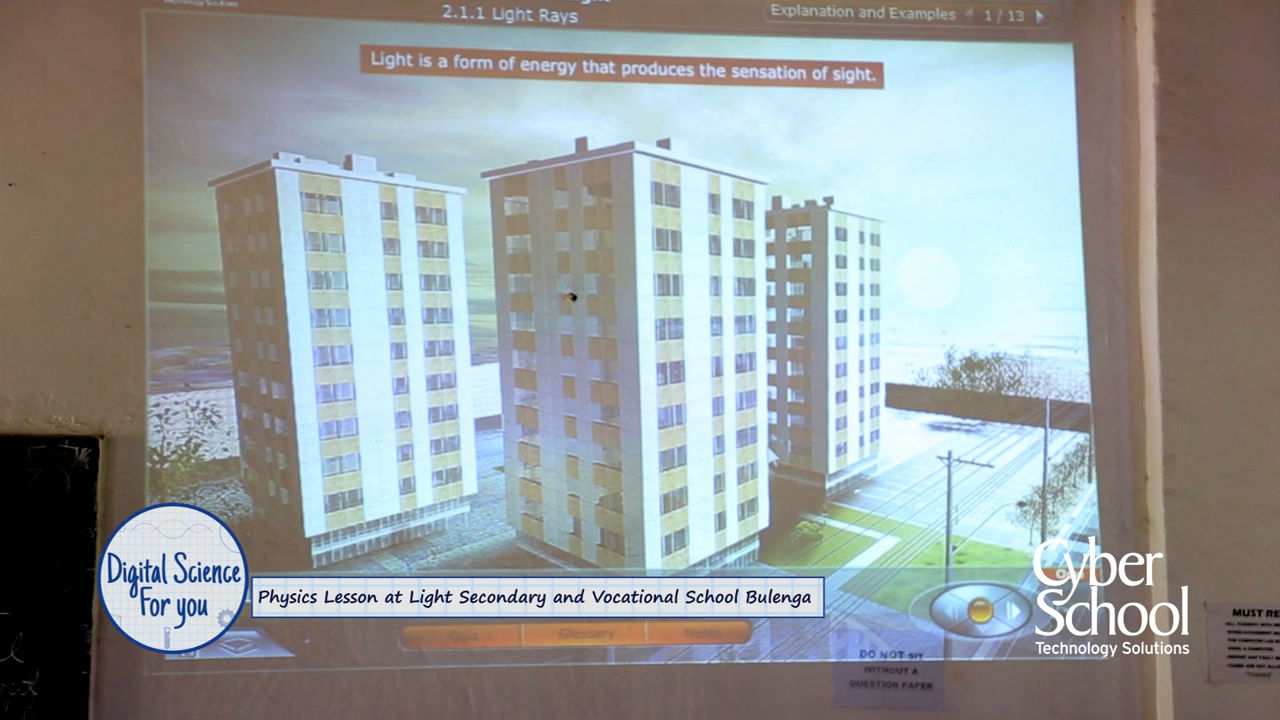 Technology Solutions
2.1.1 Light Rays
Explanation and Examples 1 / 13
Light is a form of energy that produces the sensation of sight.
Digital Science
For you
Physics Lesson at Light Secondary and Vocational School Bulenga
Cyber
School
Technology Solutions
Quiz Glossary Notes
DO NOT SIT
WITHOUT A
QUESTION PAPER
MUST RE